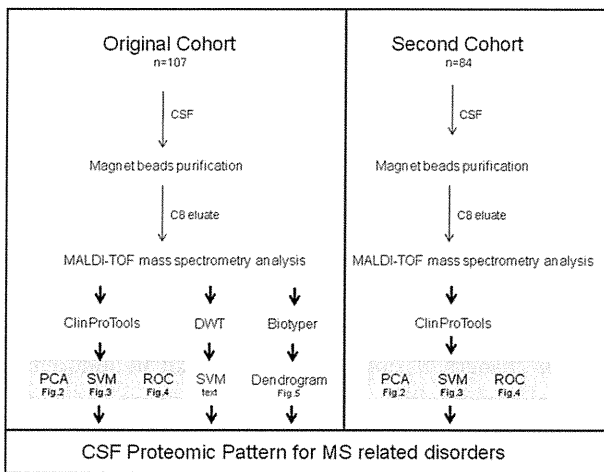 Original Cohort
n=107
CSF
Magnet beads purification
C8 eluate
MALDI-TOF mass spectrometry analysis
ClinProTools DWT Biotyper
PCA SVM ROC SVM Dendrogram
Fig.2 Fig.3 Fig.4 text Fig.5
Second Cohort
n=84
CSF
Magnet beads purification
C8 eluate
MALDI-TOF mass spectrometry analysis
ClinProTools
PCA SVM ROC
Fig.2 Fig.3 Fig.4
CSF Proteomic Pattern for MS related disorders